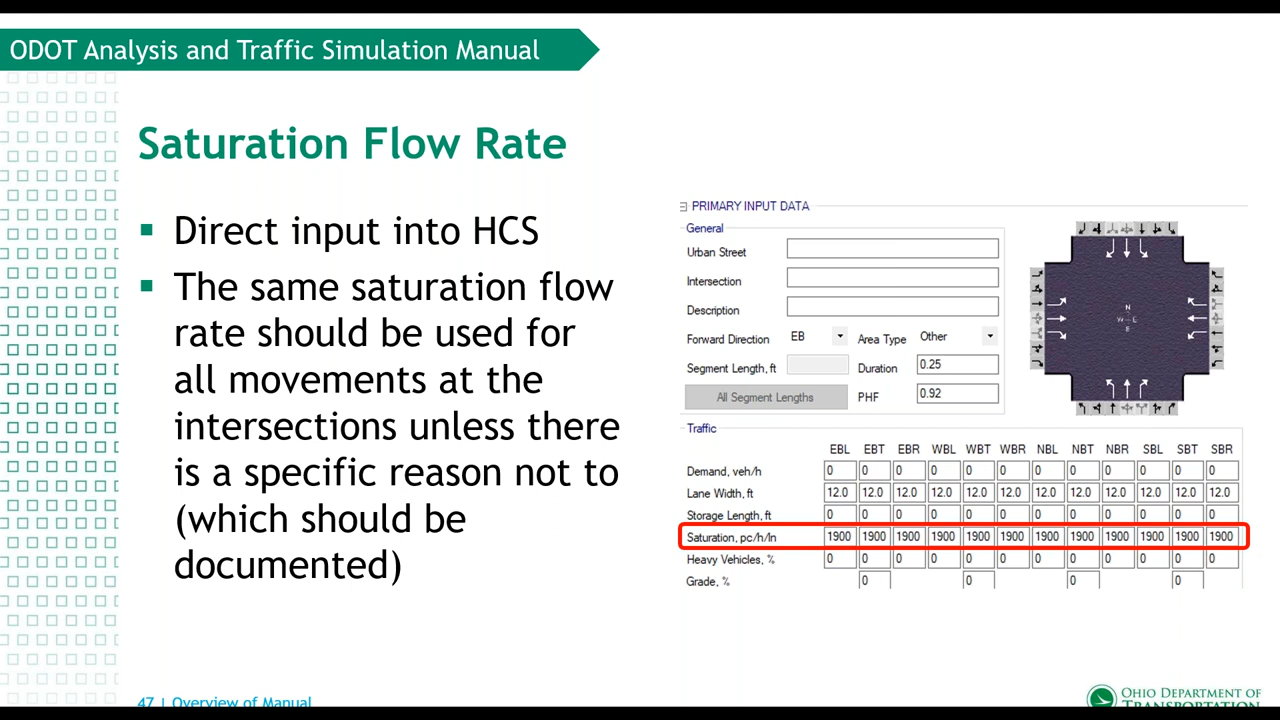 ODOT Analysis and Traffic Simulation Manual
Saturation Flow Rate
Direct input into HCS
The same saturation flow
rate should be used for
all movements at the
intersections unless there
is a specific reason not to
(which should be
documented)
PRIMARY INPUT DATA
General
Urban Street
Intersection
Description
Forward Direction EB Area Type Other
Segment Length, ft Duration 0.25
All Segment Lengths PHF 0.92
N
W E
Traffic
EBL EBT EBR WBL WBT WBR NBL NBT NBR SBL SBT SBR
Demand, veh/h 0 0 0 0 0 0 0 0 0 0 0 0
Lane Width, ft 12.0 12.0 12.0 12.0 12.0 12.0 12.0 12.0 12.0 12.0 12.0 12.0
Storage Length, ft 0 0 0 0 0 0 0 0 0 0 0 0
Saturation, pc/h/ln 1900 1900 1900 1900 1900 1900 1900 1900 1900 1900 1900 1900
Heavy Vehicles, % 0 0 0 0 0 0 0 0 0 0 0 0
Grade, % 0 0 0 0
47 | Overview of Manual
OHIO DEPARTMENT OF
TRANSPORTATION